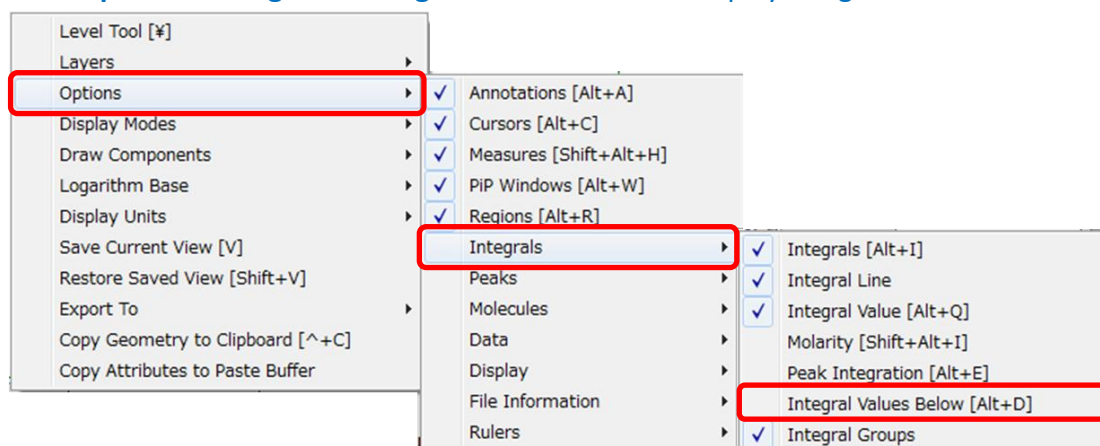 Level Tool [¥]
Layers
Options
Display Modes
Draw Components
Logarithm Base
Display Units
Save Current View [V]
Restore Saved View [Shift+V]
Export To
Copy Geometry to Clipboard [^+C]
Copy Attributes to Paste Buffer
Annotations [Alt+A]
Cursors [Alt+C]
Measures [Shift+Alt+H]
PiP Windows [Alt+W]
Regions [Alt+R]
Integrals
Peaks
Molecules
Data
Display
File Information
Rulers
Integrals [Alt+I]
Integral Line
Integral Value [Alt+Q]
Molarity [Shift+Alt+I]
Peak Integration [Alt+E]
Integral Values Below [Alt+D]
Integral Groups